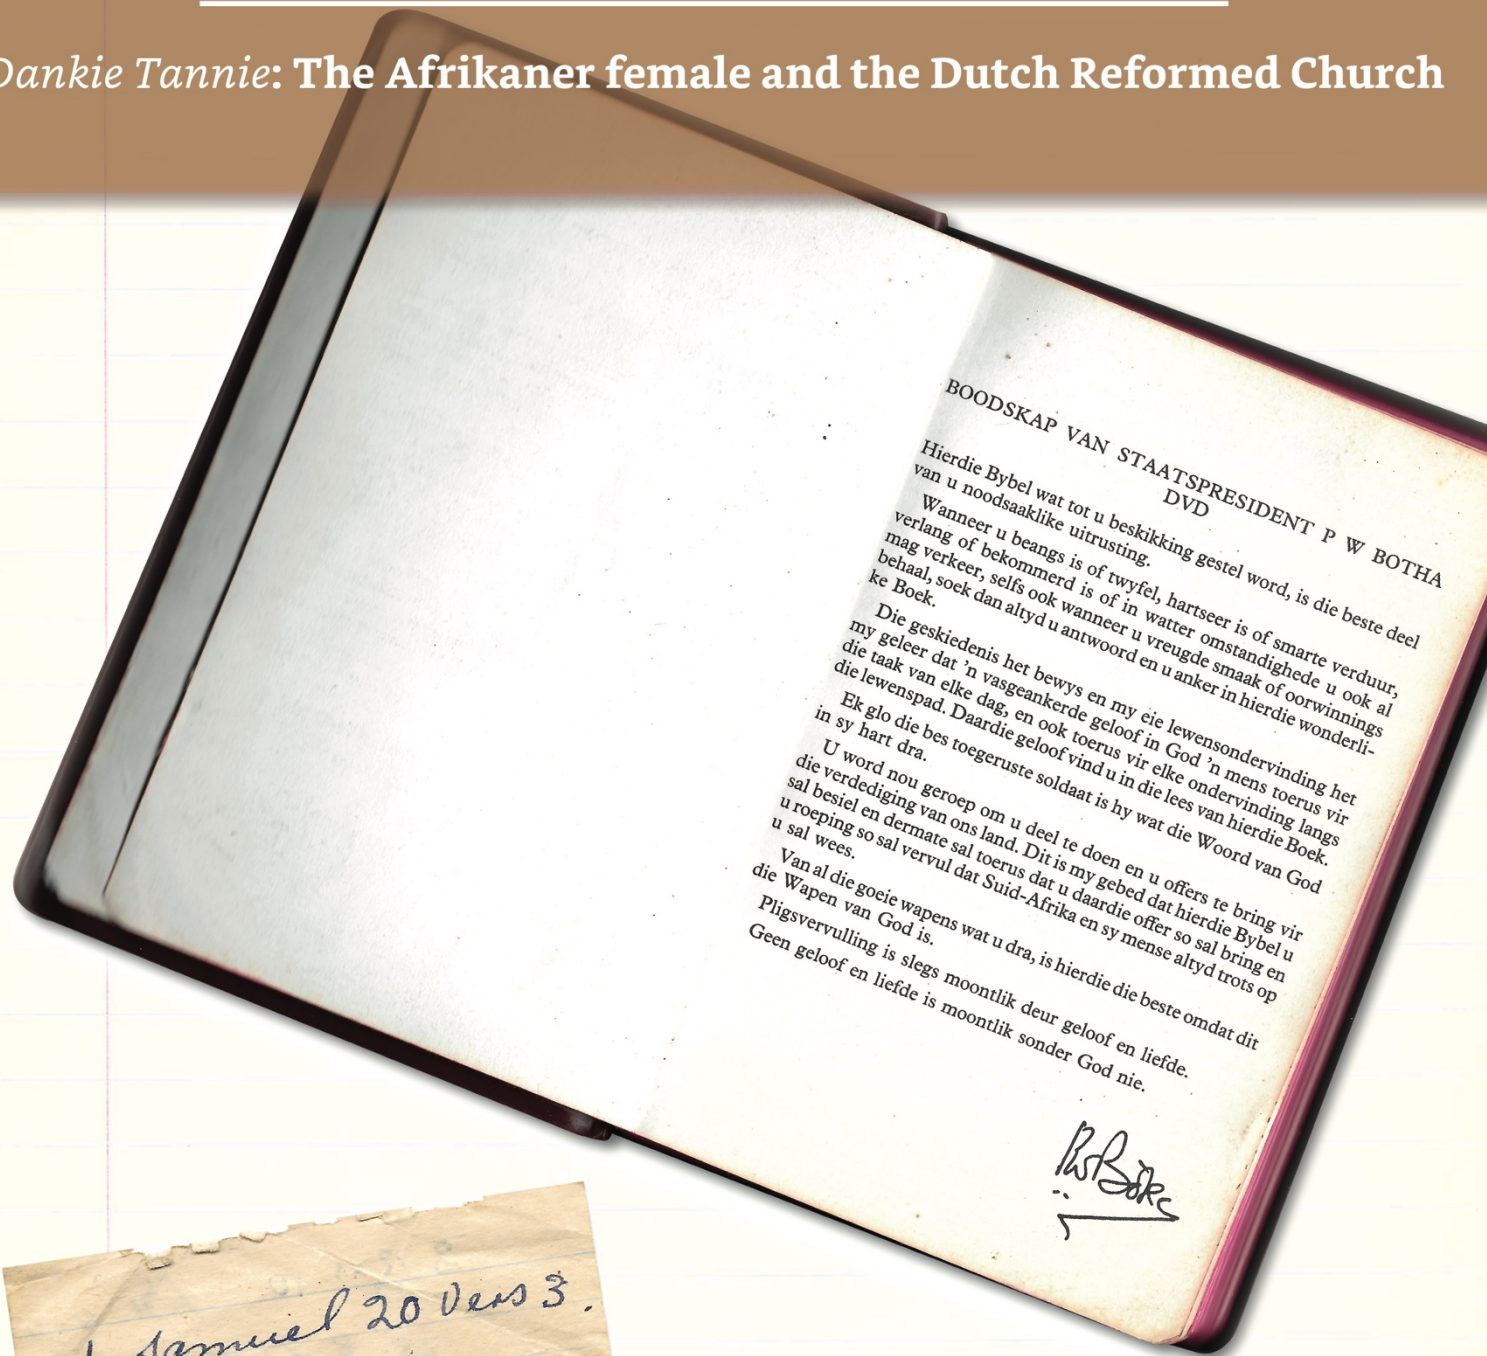 Dankie Tannie: The Afrikaner female and the Dutch Reformed Church
BOODSKAP VAN STAATSPRESIDENT P W BOTHA
DVD
Hierdie Bybel wat tot u beskikking gestel word, is die beste deel
van u noodsaaklike uitrusting.
Wanneer u beangs is of twyfel, hartseer is of smarte verduur,
verlang of bekommerd is of in watter omstandighede u ook al
mag verkeer, selfs ook wanneer u vreugde smaak of oorwinnings
behaal, soek dan altyd u antwoord en u anker in hierdie wonderli-
ke Boek.
Die geskiedenis het bewys en my eie lewensondervinding het
my geleer dat 'n vasgeankerde geloof in God 'n mens toerus vir
die taak van elke dag, en ook toerus vir elke ondervinding langs
die lewenspad. Daardie geloof vind u in die lees van hierdie Boek.
Ek glo die bes toegeruste soldaat is hy wat die Woord van God
in sy hart dra.
U word nou geroep om u deel te doen en u offers te bring vir
die verdediging van ons land. Dit is my gebed dat hierdie Bybel u
sal besiel en dermate sal toerus dat u daardie offer so sal bring en
u roeping so sal vervul dat Suid-Afrika en sy mense altyd trots op
u sal wees.
Van al die goeie wapens wat u dra, is hierdie die beste omdat dit
die Wapen van God is.
Pligsvervulling is slegs moontlik deur geloof en liefde.
Geen geloof en liefde is moontlik sonder God nie.
PWBotha
Samuel 20 Vers 3.